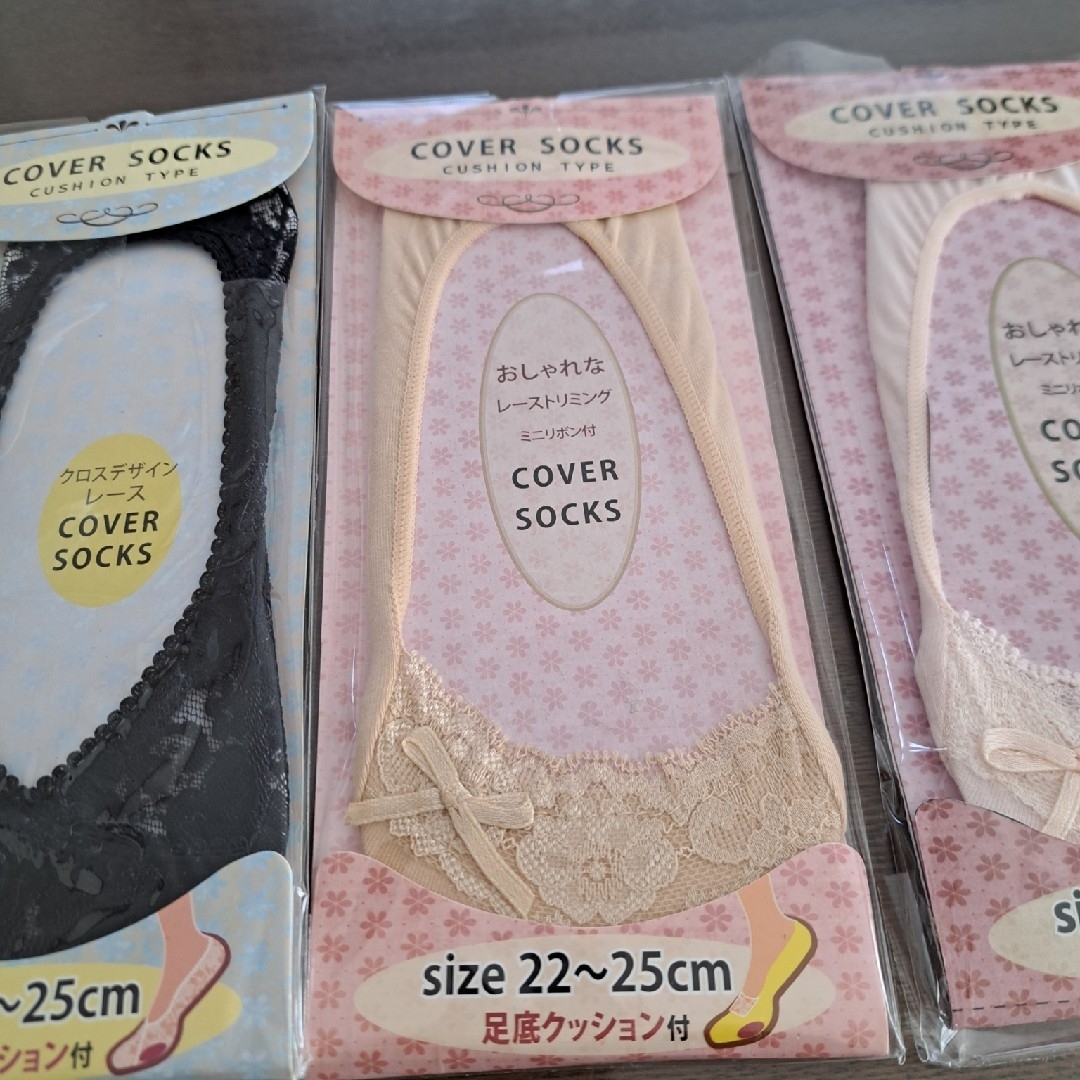 COVER SOCKS
CUSHION TYPE
クロスデザイン
レース
COVER
SOCKS
～25cm
ション付
COVER SOCKS
CUSHION TYPE
おしゃれな
レーストリミング
ミニリボン付
COVER
SOCKS
size 22～25cm
足底クッション付
COVER SOCKS
CUSHION TYPE
おしゃれ
レーストリ
ミニリ
CO
SO
si